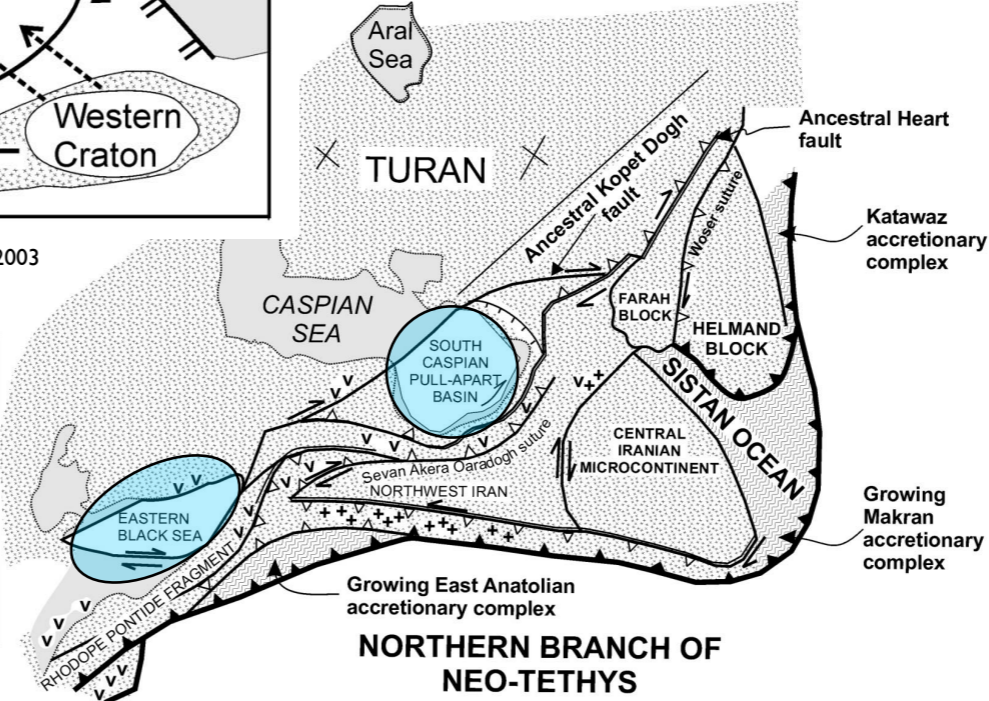 Western
Craton
2003
Aral
Sea
TURAN
Ancestral Kopet Dogh
fault
Ancestral Heart
fault
Woser suture
Katawaz
accretionary
complex
CASPIAN
SEA
SOUTH
CASPIAN
PULL-APART
BASIN
FARAH
BLOCK
HELMAND
BLOCK
SISTAN OCEAN
CENTRAL
IRANIAN
MICROCONTINENT
Sevan Akera Oaradogh suture
NORTHWEST IRAN
EASTERN
BLACK SEA
RHODOPE PONTIDE FRAGMENT
Growing
Makran
accretionary
complex
Growing East Anatolian
accretionary complex
NORTHERN BRANCH OF
NEO-TETHYS